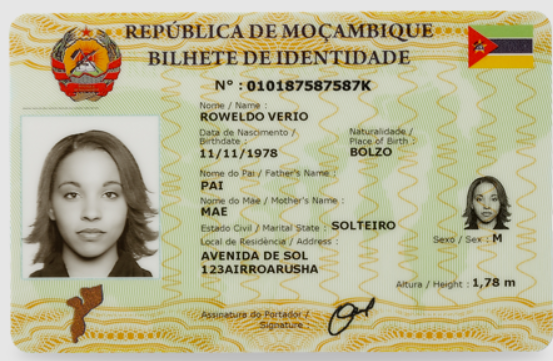 REPÚBLICA DE MOÇAMBIQUE
BILHETE DE IDENTIDADE
Nº : 010187587587K
Nome / Name :
ROWELDO VERIO
Data de Nascimento / Naturalidade /
Birthdate : Place of Birth :
11/11/1978 BOLZO
Nome do Pai / Father's Name :
PAI
Nome do Mae / Mother's Name :
MAE
Estado Civil / Marital State : SOLTEIRO
Local de Residência / Address : Sexo / Sex : M
AVENIDA DE SOL
123AIRROARUSHA
Altura / Height : 1,78 m
Assinatura do Portador /
Signature :